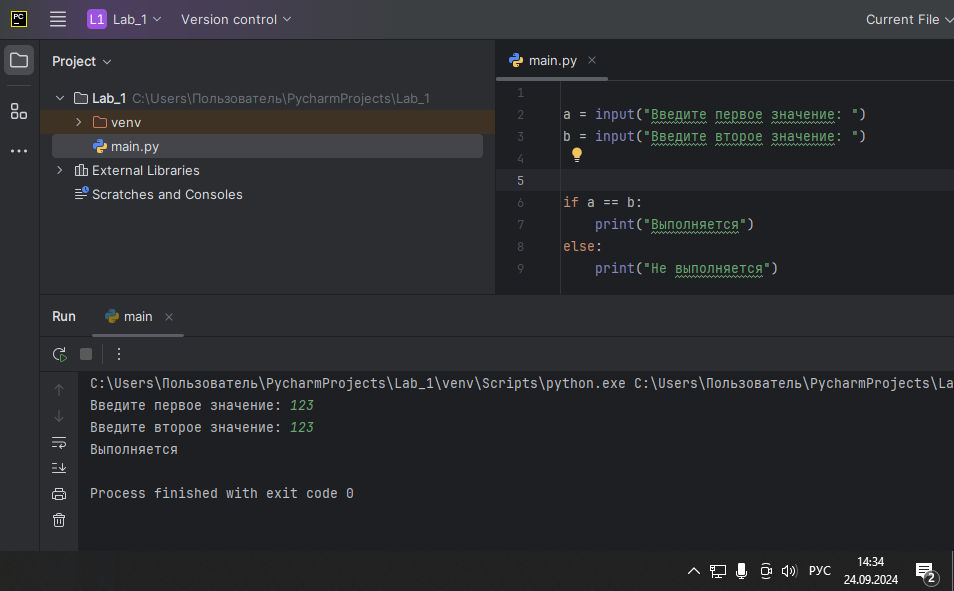 PC
L1 Lab_1 Version control Current File
Project
Lab_1 C:\Users\Пользователь\PycharmProjects\Lab_1
venv
main.py
External Libraries
Scratches and Consoles
main.py
1
2 a = input("Введите первое значение: ")
3 b = input("Введите второе значение: ")
4
5
6 if a == b:
7 print("Выполняется")
8 else:
9 print("Не выполняется")
Run main
C:\Users\Пользователь\PycharmProjects\Lab_1\venv\Scripts\python.exe C:\Users\Пользователь\PycharmProjects\La
Введите первое значение: 123
Введите второе значение: 123
Выполняется
Process finished with exit code 0
РУС
14:34
24.09.2024
2